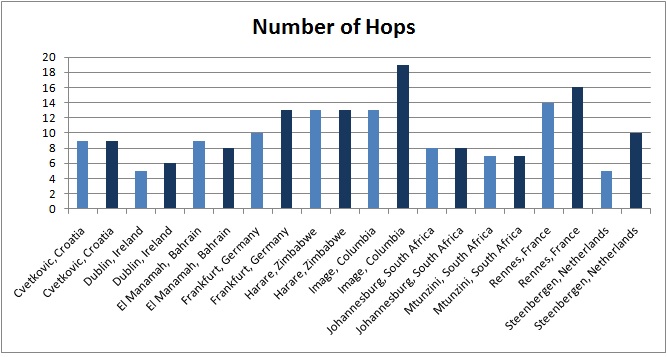 Number of Hops
20
18
16
14
12
10
8
6
4
2
0
Cvetkovic, Croatia
Cvetkovic, Croatia
Dublin, Ireland
Dublin, Ireland
El Manamah, Bahrain
El Manamah, Bahrain
Frankfurt, Germany
Frankfurt, Germany
Harare, Zimbabwe
Harare, Zimbabwe
Image, Columbia
Image, Columbia
Johannesburg, South Africa
Johannesburg, South Africa
Mtunzini, South Africa
Mtunzini, South Africa
Rennes, France
Rennes, France
Steenbergen, Netherlands
Steenbergen, Netherlands